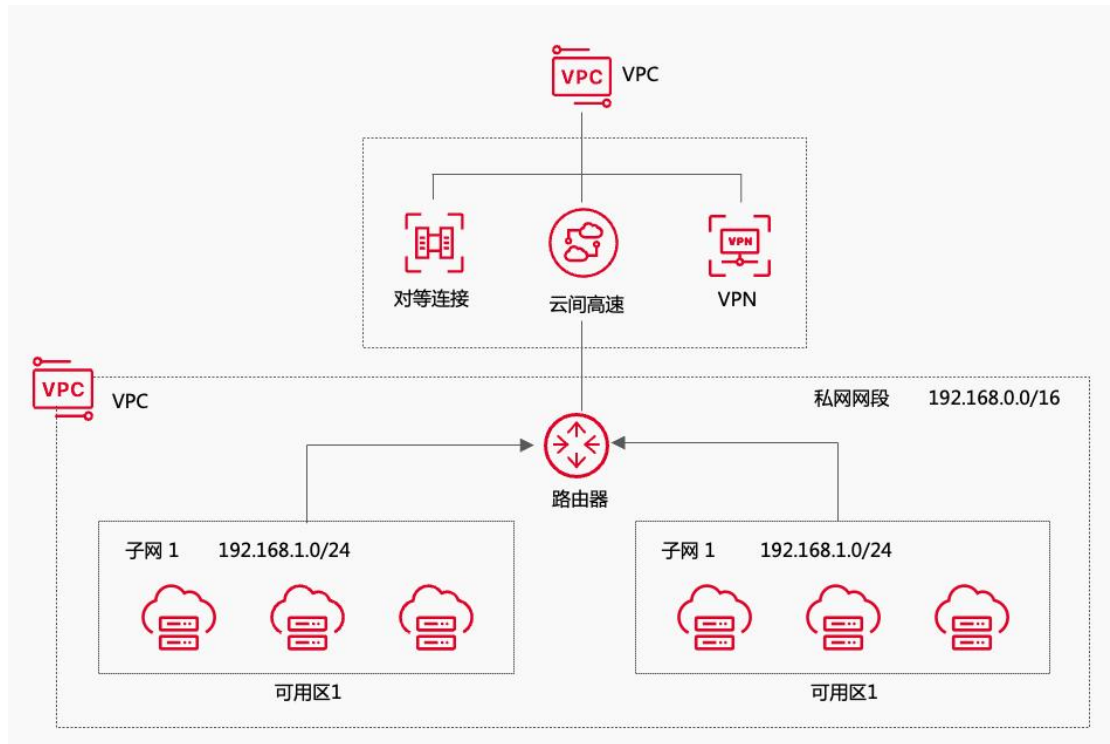 VPC VPC
VPN
对等连接 云间高速 VPN
VPC VPC
私网网段 192.168.0.0/16
路由器
子网 1 192.168.1.0/24
子网 1 192.168.1.0/24
可用区1
可用区1